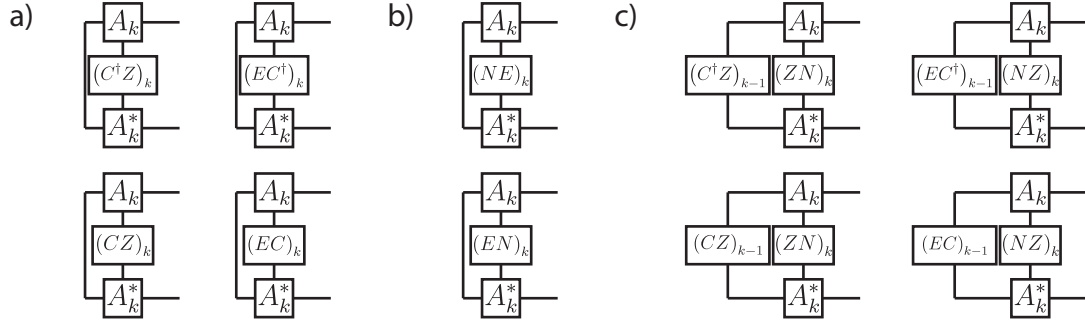 a) b) c)
A_k A_k A_k A_k A_k
(C†Z)_k (EC†)_k (NE)_k (C†Z)_{k-1} (ZN)_k (EC†)_{k-1} (NZ)_k
A_k^* A_k^* A_k^* A_k^* A_k^*
A_k A_k A_k A_k A_k
(CZ)_k (EC)_k (EN)_k (CZ)_{k-1} (ZN)_k (EC)_{k-1} (NZ)_k
A_k^* A_k^* A_k^* A_k^* A_k^*